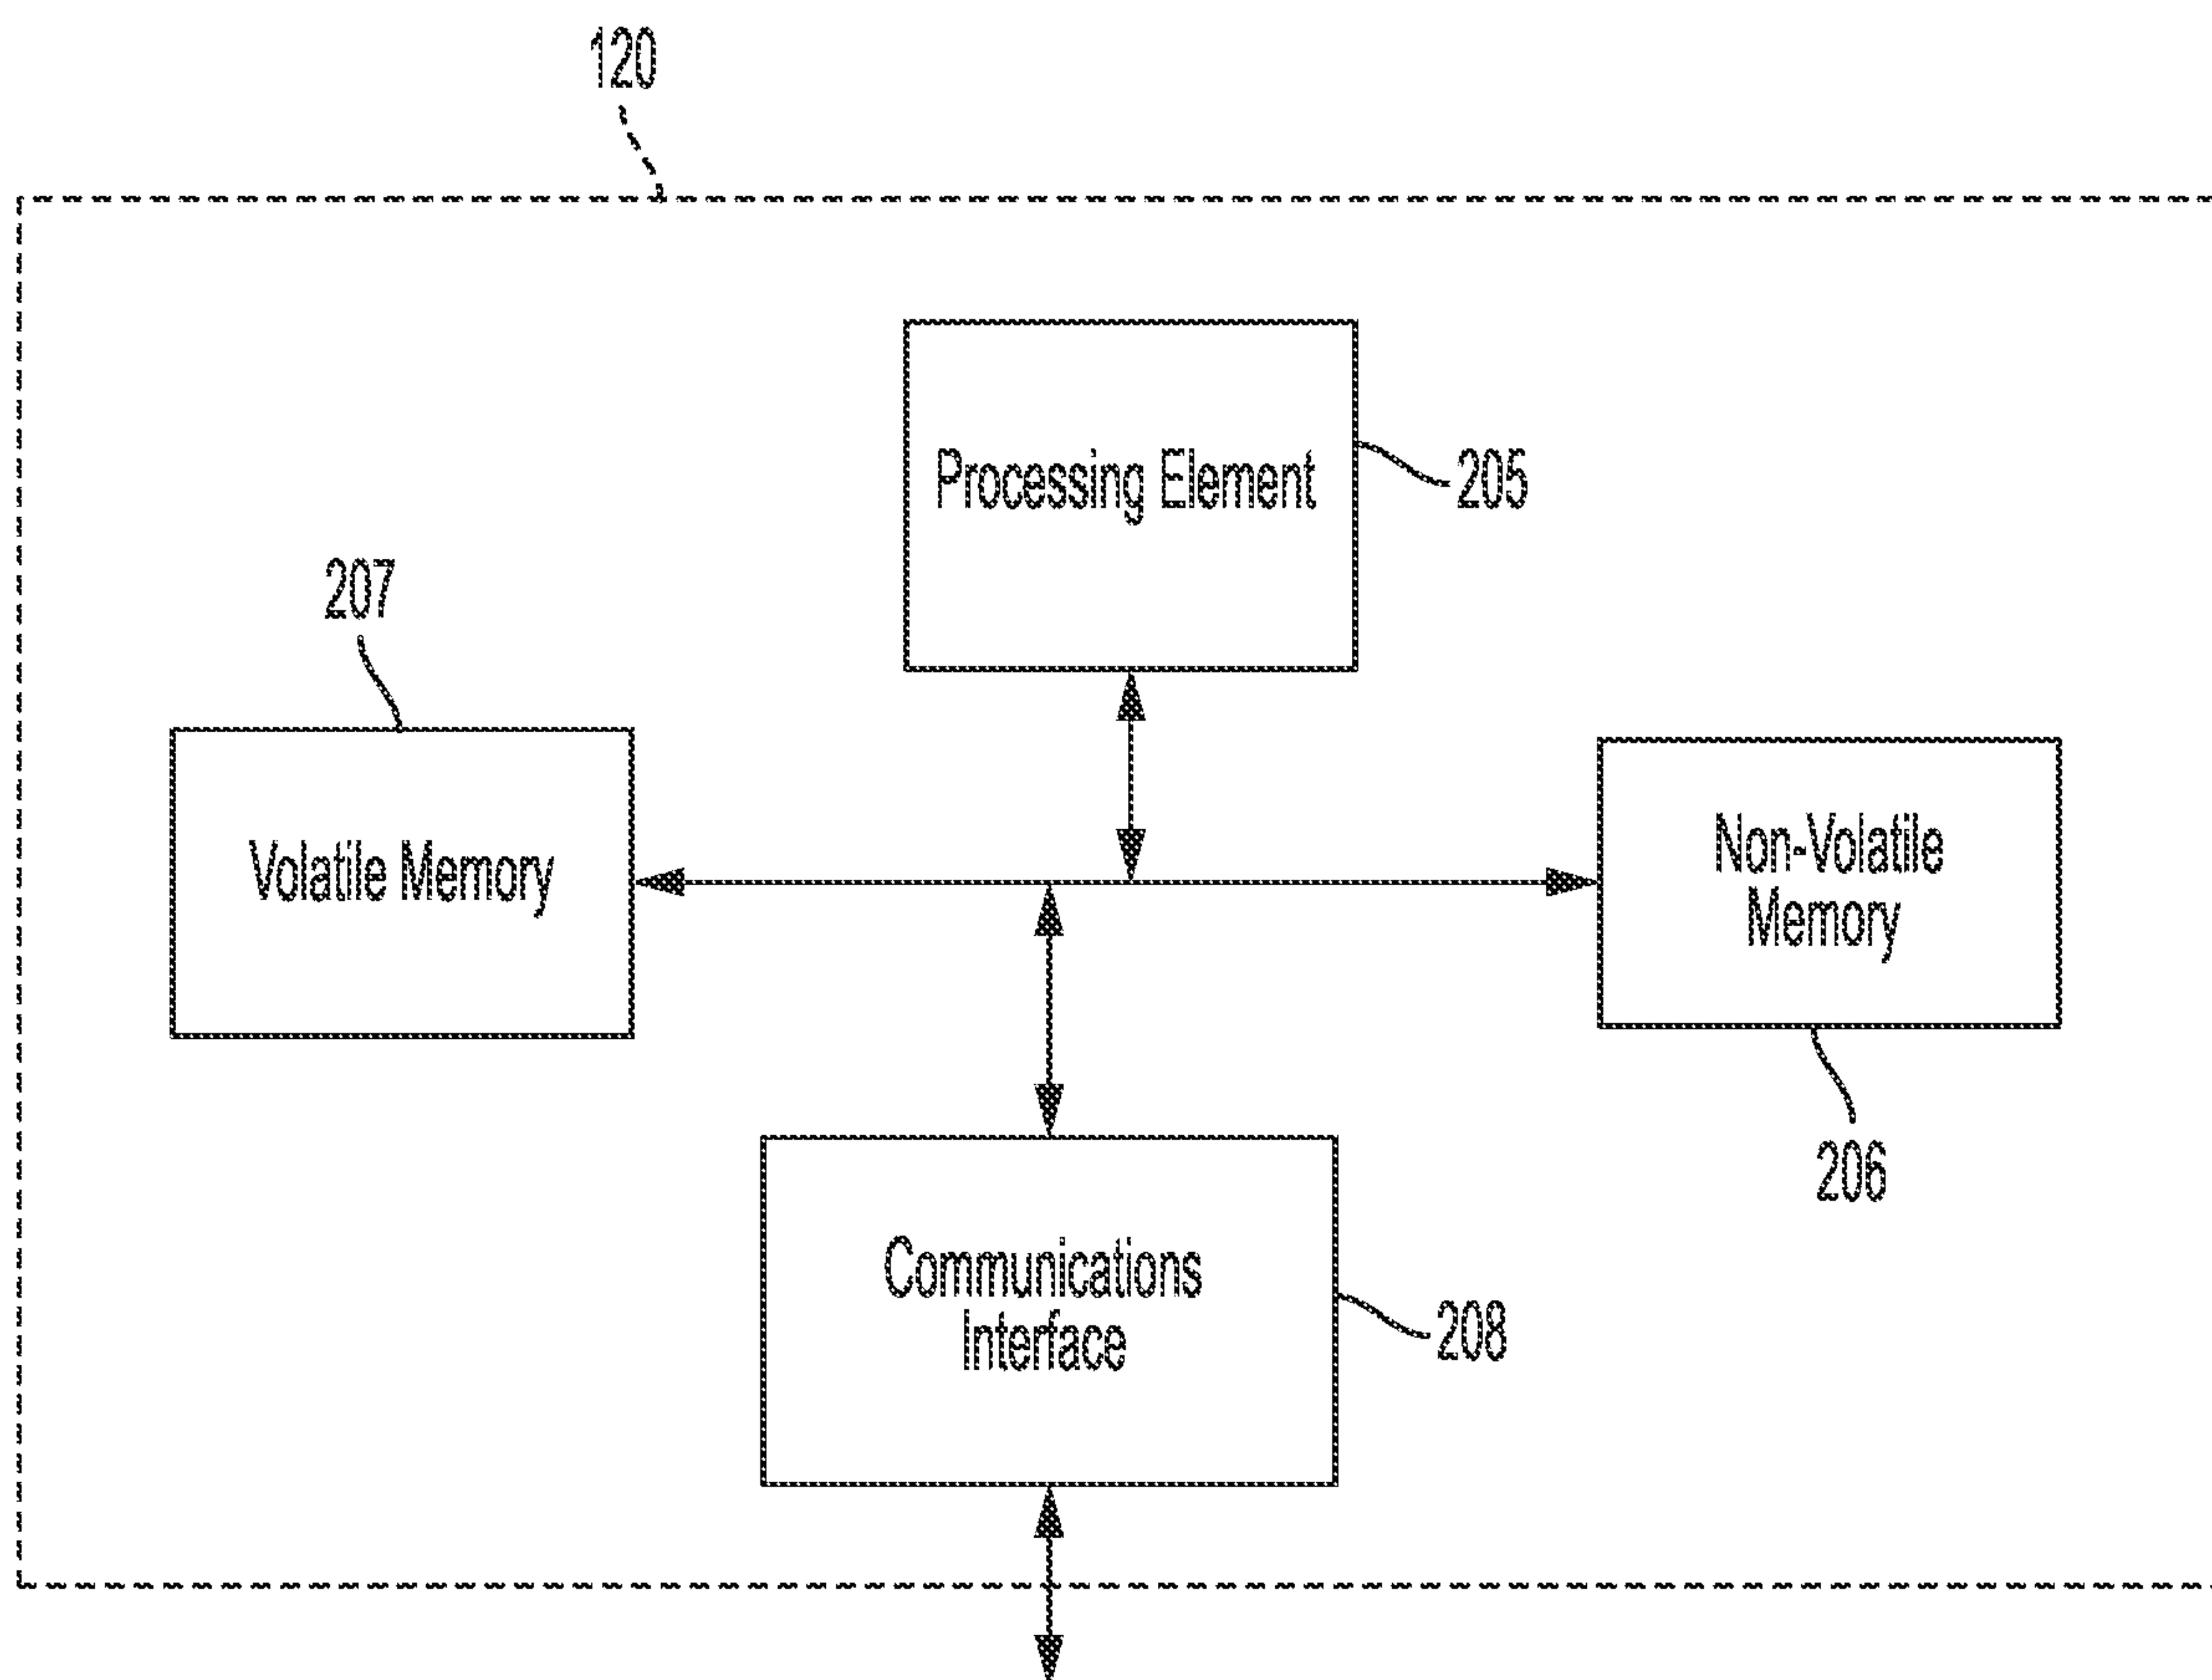 120
Processing Element
205
207
Volatile Memory
Non-Volatile
Memory
206
Communications
Interface
208